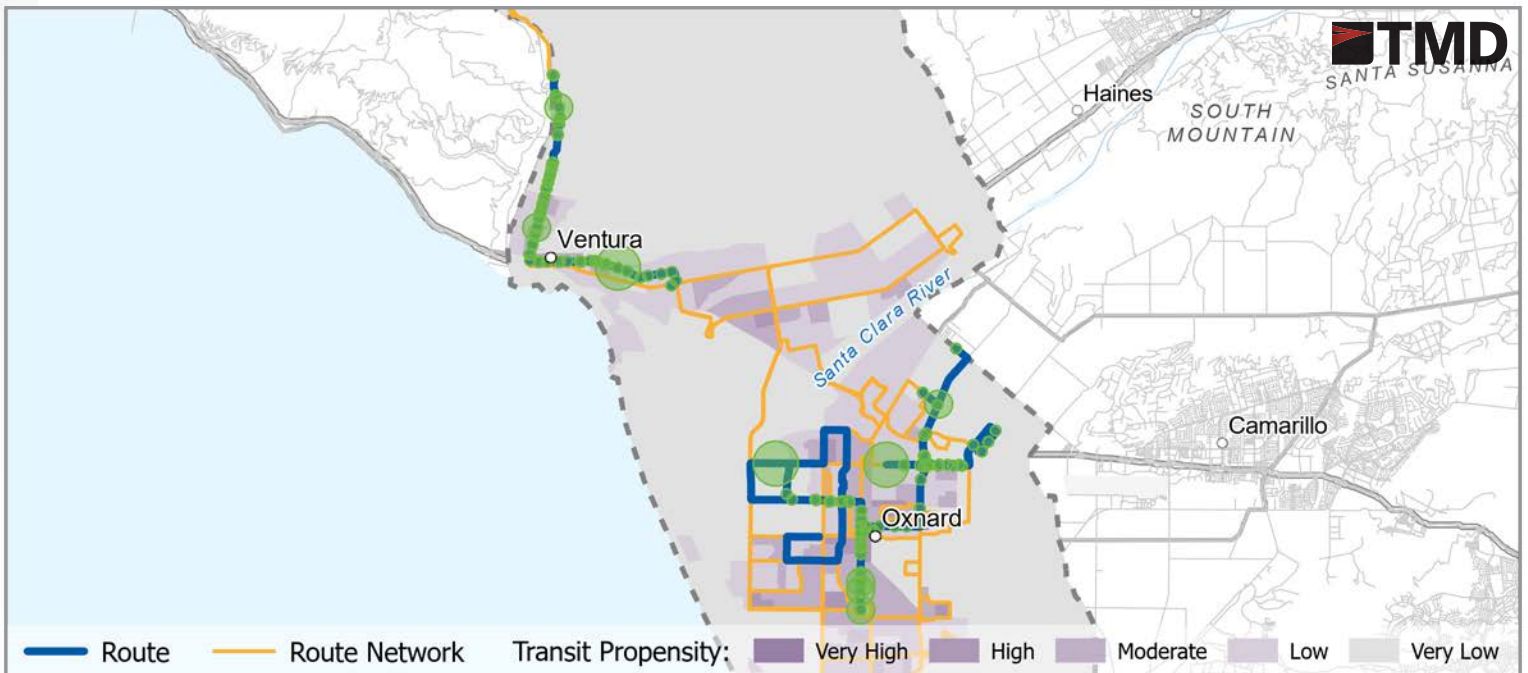 TMD
SANTA SUSANNA
Haines
SOUTH
MOUNTAIN
Ventura
Santa Clara River
Camarillo
Oxnard
Route
Route Network
Transit Propensity:
Very High
High
Moderate
Low
Very Low